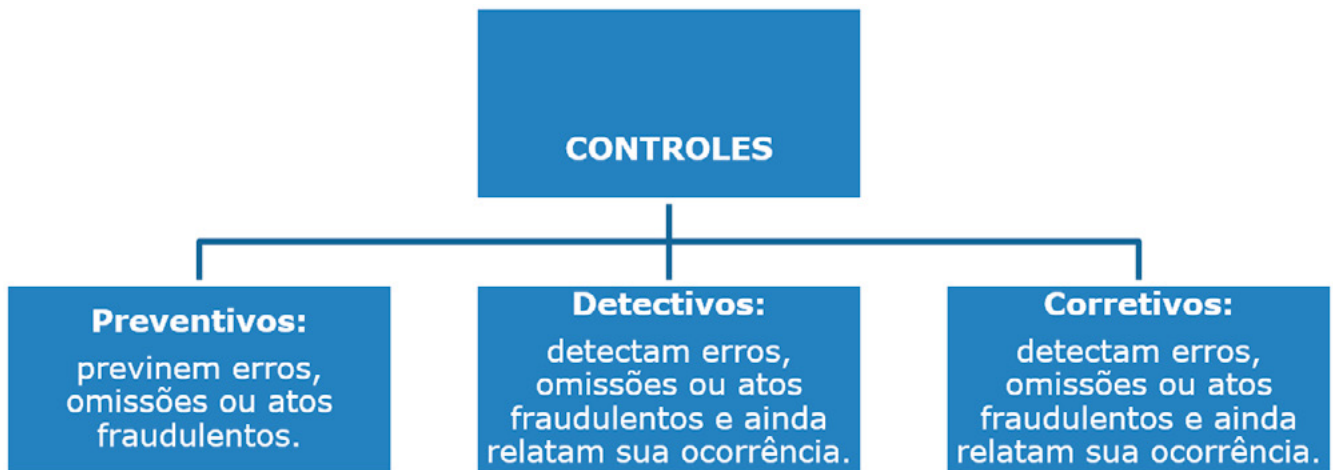 CONTROLES
Preventivos:
previnem erros,
omissões ou atos
fraudulentos.
Detectivos:
detectam erros,
omissões ou atos
fraudulentos e ainda
relatam sua ocorrência.
Corretivos:
detectam erros,
omissões ou atos
fraudulentos e ainda
relatam sua ocorrência.